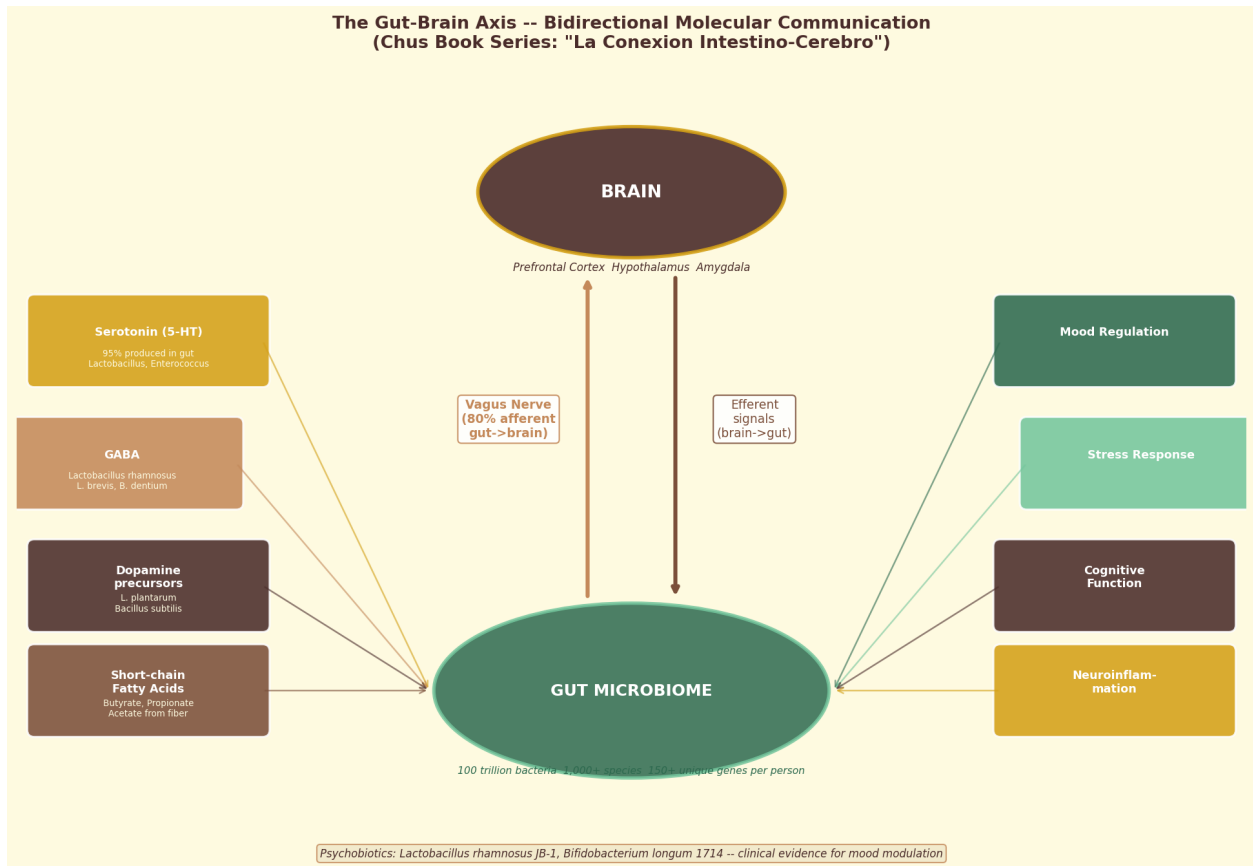 The Gut-Brain Axis -- Bidirectional Molecular Communication
(Chus Book Series: "La Conexion Intestino-Cerebro")
BRAIN
Prefrontal Cortex  Hypothalamus  Amygdala
Serotonin (5-HT)
95% produced in gut
Lactobacillus, Enterococcus
Mood Regulation
Vagus Nerve
(80% afferent
gut->brain)
Efferent
signals
(brain->gut)
GABA
Lactobacillus rhamnosus
L. brevis, B. dentium
Stress Response
Dopamine
precursors
L. plantarum
Bacillus subtilis
Cognitive
Function
Short-chain
Fatty Acids
Butyrate, Propionate
Acetate from fiber
GUT MICROBIOME
Neuroinflam-
mation
100 trillion bacteria  1,000+ species  150+ unique genes per person
Psychobiotics: Lactobacillus rhamnosus JB-1, Bifidobacterium longum 1714 -- clinical evidence for mood modulation